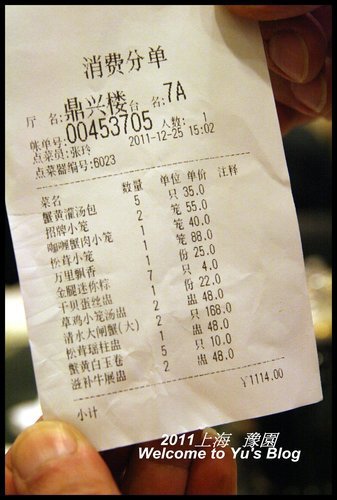 消费分单
厅 名:鼎兴楼台 名:7A
账单号:00453705 人数: 1
点菜员:张玲 2011-12-25 15:02
点菜器编号:B023
菜名 数量 单位 单价 注释
蟹黄灌汤包 5 只 35.0
招牌小笼 2 笼 55.0
咖喱蟹肉小笼 1 笼 40.0
松茸小笼 1 笼 88.0
万里飘香 1 份 25.0
金腿迷你粽 7 只 4.0
干贝蛋丝盅 1 份 22.0
草鸡小笼汤盅 2 盅 48.0
清水大闸蟹(大) 2 只 168.0
松茸瑶柱盅 1 盅 48.0
蟹黄白玉卷 5 只 10.0
滋补牛展盅 2 盅 48.0
小计 ¥1114.00
2011上海 豫園
Welcome to Yu's Blog